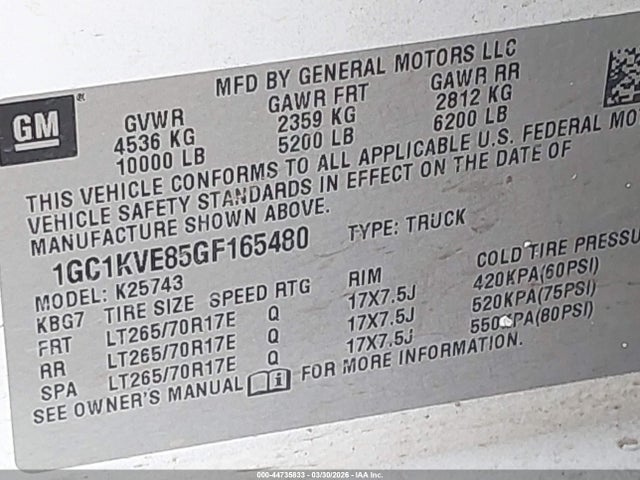 MFD BY GENERAL MOTORS LLC
GM ®
GVWR GAWR FRT GAWR RR
4536 KG 2359 KG 2812 KG
10000 LB 5200 LB 6200 LB
THIS VEHICLE CONFORMS TO ALL APPLICABLE U.S. FEDERAL MO
VEHICLE SAFETY STANDARDS IN EFFECT ON THE DATE OF
MANUFACTURE SHOWN ABOVE.
1GC1KVE85GF165480 TYPE: TRUCK
MODEL: K25743
KBG7 TIRE SIZE SPEED RTG RIM COLD TIRE PRESSU
FRT LT265/70R17E Q 17X7.5J 420KPA(60PSI)
RR LT265/70R17E Q 17X7.5J 520KPA(75PSI)
SPA LT265/70R17E Q 17X7.5J 550KPA(80PSI)
SEE OWNER'S MANUAL FOR MORE INFORMATION.
000-44735833 - 03/30/2026 - IAA Inc.